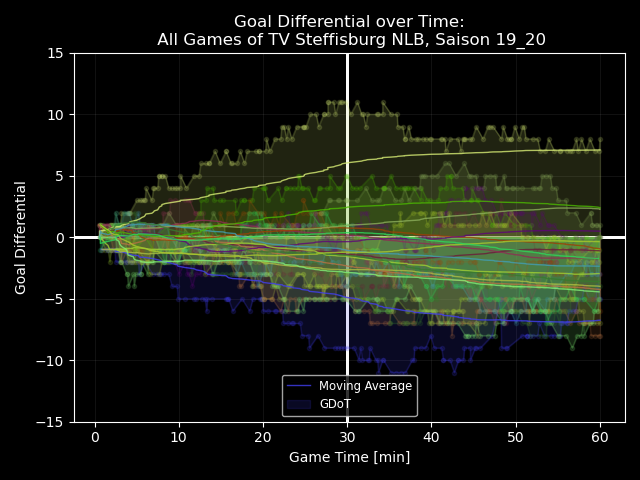 Goal Differential over Time:
All Games of TV Steffisburg NLB, Saison 19_20
15
10
5
0
−5
−10
−15
Goal Differential
0 10 20 30 40 50 60
Game Time [min]
Moving Average
GDoT